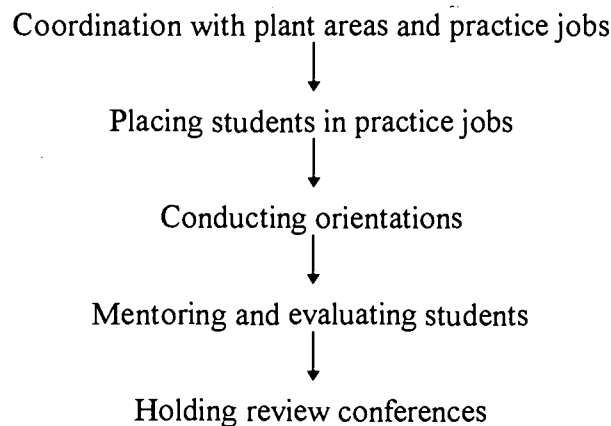 Coordination with plant areas and practice jobs
Placing students in practice jobs
Conducting orientations
Mentoring and evaluating students
Holding review conferences